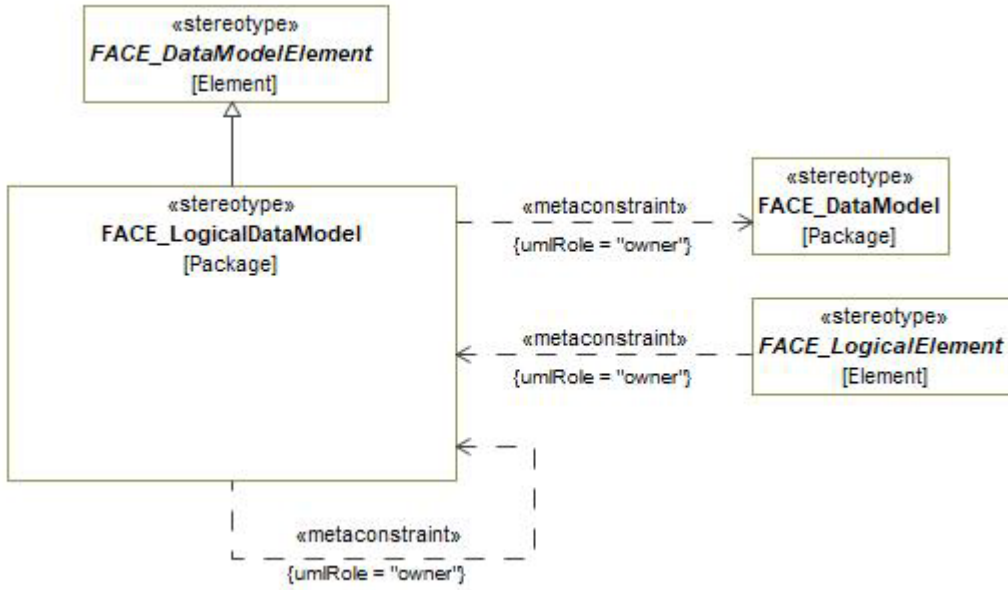 «stereotype»
FACE_DataModelElement
[Element]
«stereotype»
FACE_LogicalDataModel
[Package]
«metaconstraint»
{umlRole = "owner"}
«stereotype»
FACE_DataModel
[Package]
«metaconstraint»
{umlRole = "owner"}
«stereotype»
FACE_LogicalElement
[Element]
«metaconstraint»
{umlRole = "owner"}